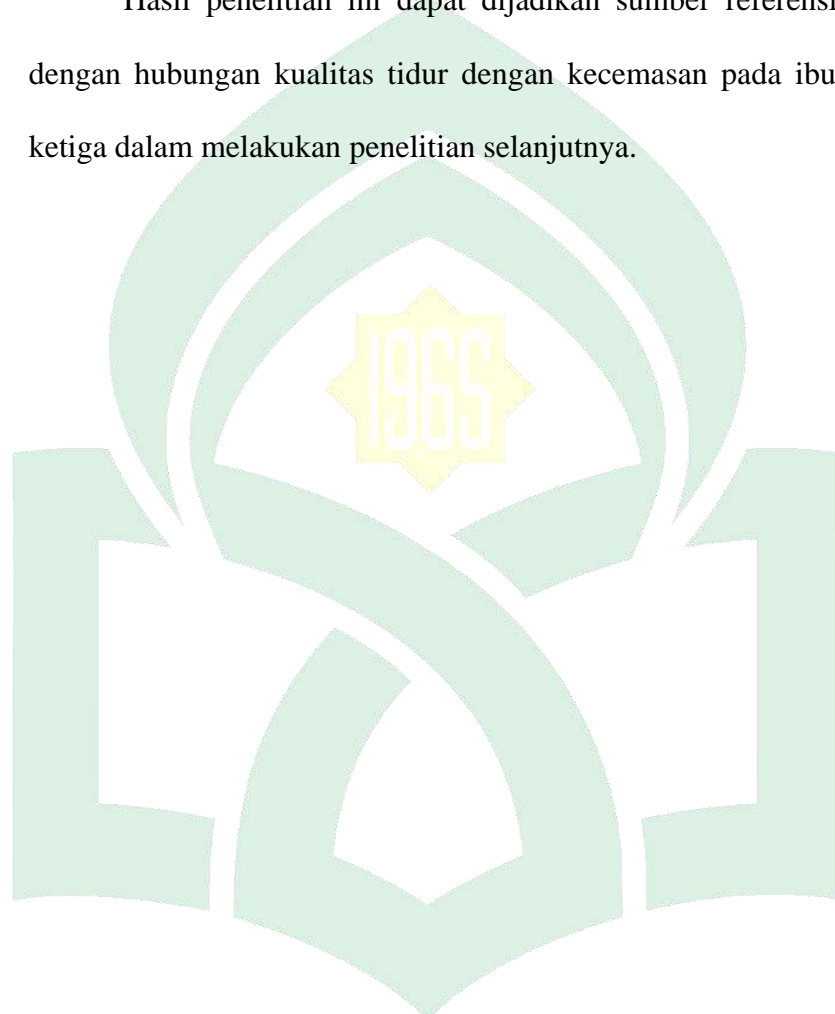 Hasil penelitian ini dapat dijadikan sumber referensi
dengan hubungan kualitas tidur dengan kecemasan pada ibu
ketiga dalam melakukan penelitian selanjutnya.
1965